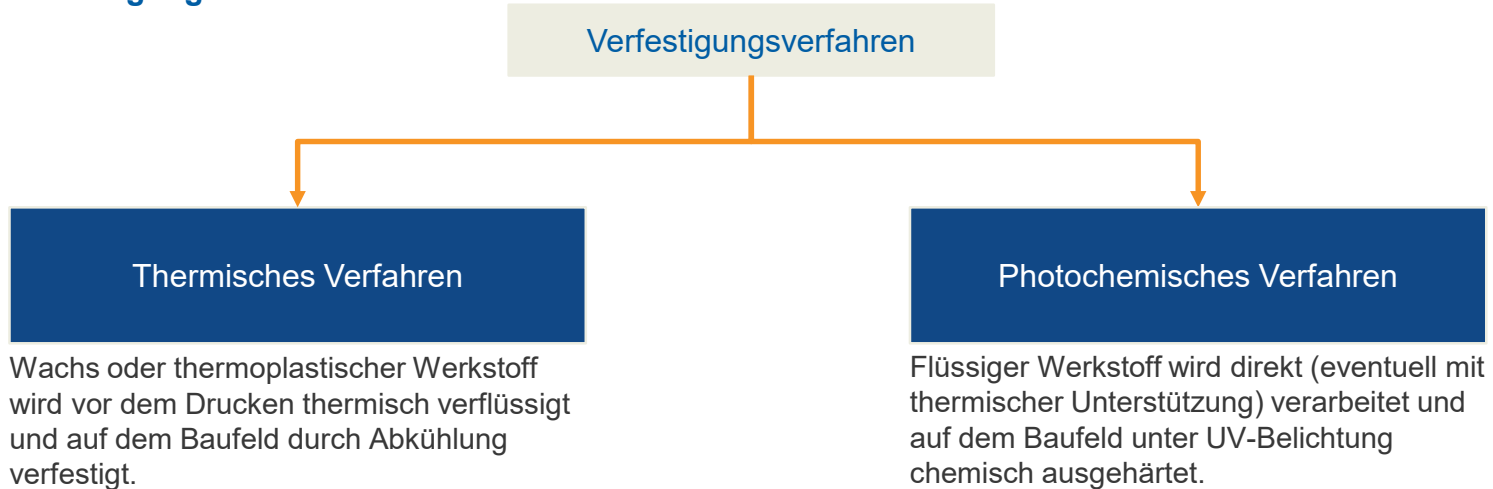 Verfestigungsverfahren
Thermisches Verfahren
Wachs oder thermoplastischer Werkstoff
wird vor dem Drucken thermisch verflüssigt
und auf dem Baufeld durch Abkühlung
verfestigt.
Photochemisches Verfahren
Flüssiger Werkstoff wird direkt (eventuell mit
thermischer Unterstützung) verarbeitet und
auf dem Baufeld unter UV-Belichtung
chemisch ausgehärtet.